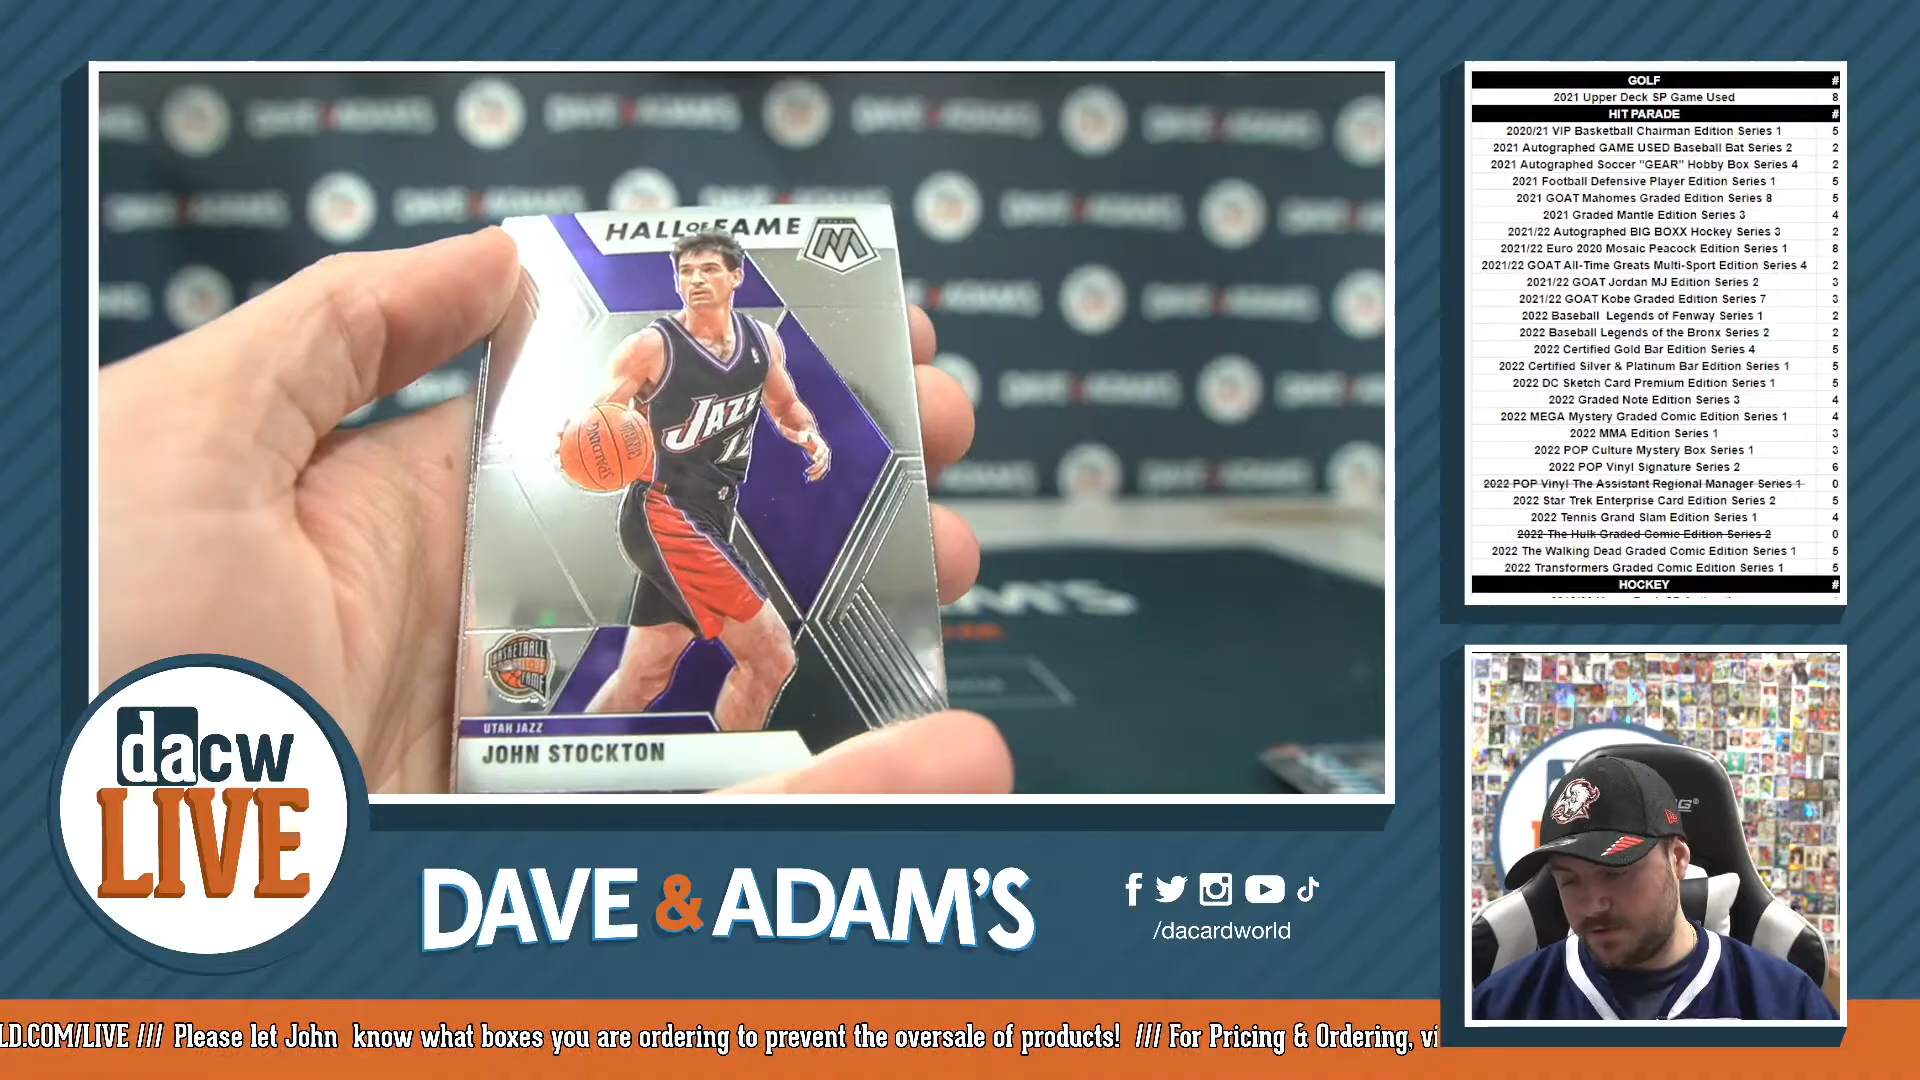 HALL OF FAME
MOSAIC
SPALDING
JAZZ
12
BASKETBALL
HALL OF FAME
UTAH JAZZ
JOHN STOCKTON
dacw
LIVE
DAVE & ADAM'S
/dacardworld
GOLF #
2021 Upper Deck SP Game Used 8
HIT PARADE #
2020/21 VIP Basketball Chairman Edition Series 1 5
2021 Autographed GAME USED Baseball Bat Series 2 2
2021 Autographed Soccer "GEAR" Hobby Box Series 4 2
2021 Football Defensive Player Edition Series 1 5
2021 GOAT Mahomes Graded Edition Series 8 5
2021 Graded Mantle Edition Series 3 4
2021/22 Autographed BIG BOXX Hockey Series 3 2
2021/22 Euro 2020 Mosaic Peacock Edition Series 1 8
2021/22 GOAT All-Time Greats Multi-Sport Edition Series 4 2
2021/22 GOAT Jordan MJ Edition Series 2 3
2021/22 GOAT Kobe Graded Edition Series 7 3
2022 Baseball Legends of Fenway Series 1 2
2022 Baseball Legends of the Bronx Series 2 2
2022 Certified Gold Bar Edition Series 4 5
2022 Certified Silver & Platinum Bar Edition Series 1 5
2022 DC Sketch Card Premium Edition Series 1 5
2022 Graded Note Edition Series 3 4
2022 MEGA Mystery Graded Comic Edition Series 1 4
2022 MMA Edition Series 1 3
2022 POP Culture Mystery Box Series 1 3
2022 POP Vinyl Signature Series 2 6
2022 POP Vinyl The Assistant Regional Manager Series 1 0
2022 Star Trek Enterprise Card Edition Series 2 5
2022 Tennis Grand Slam Edition Series 1 4
2022 The Hulk Graded Comic Edition Series 2 0
2022 The Walking Dead Graded Comic Edition Series 1 5
2022 Transformers Graded Comic Edition Series 1 5
HOCKEY #
LD.COM/LIVE /// Please let John know what boxes you are ordering to prevent the oversale of products! /// For Pricing & Ordering, vi